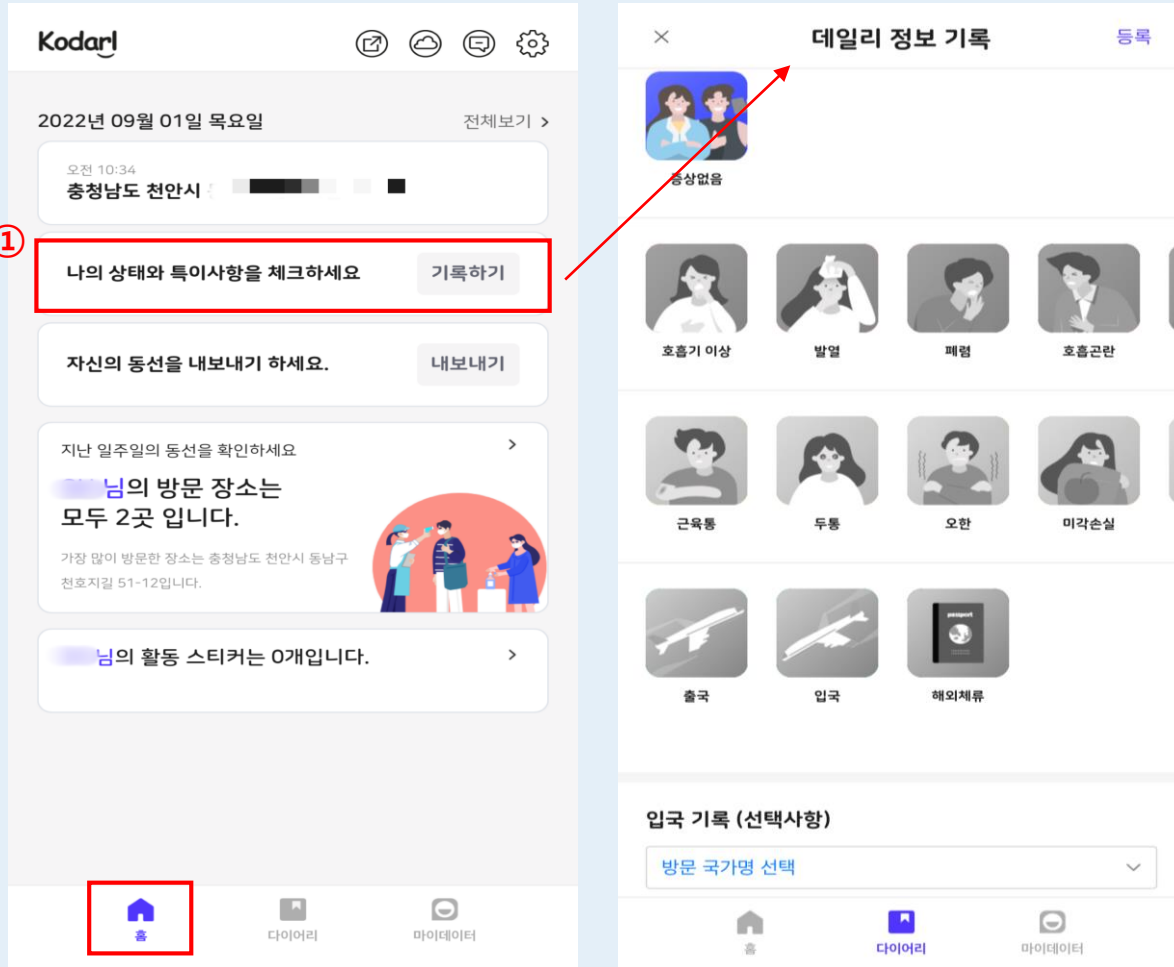 Kodarl
2022년 09월 01일 목요일
전체보기 >
오전 10:34
충청남도 천안시
①
나의 상태와 특이사항을 체크하세요
기록하기
자신의 동선을 내보내기 하세요.
내보내기
지난 일주일의 동선을 확인하세요
님의 방문 장소는
모두 2곳 입니다.
가장 많이 방문한 장소는 충청남도 천안시 동남구
천호지길 51-12입니다.
님의 활동 스티커는 0개입니다.
홈
다이어리
마이데이터
데일리 정보 기록
등록
증상없음
호흡기 이상
발열
폐렴
호흡곤란
근육통
두통
오한
미각손실
passport
출국
입국
해외체류
입국 기록 (선택사항)
방문 국가명 선택
홈
다이어리
마이데이터